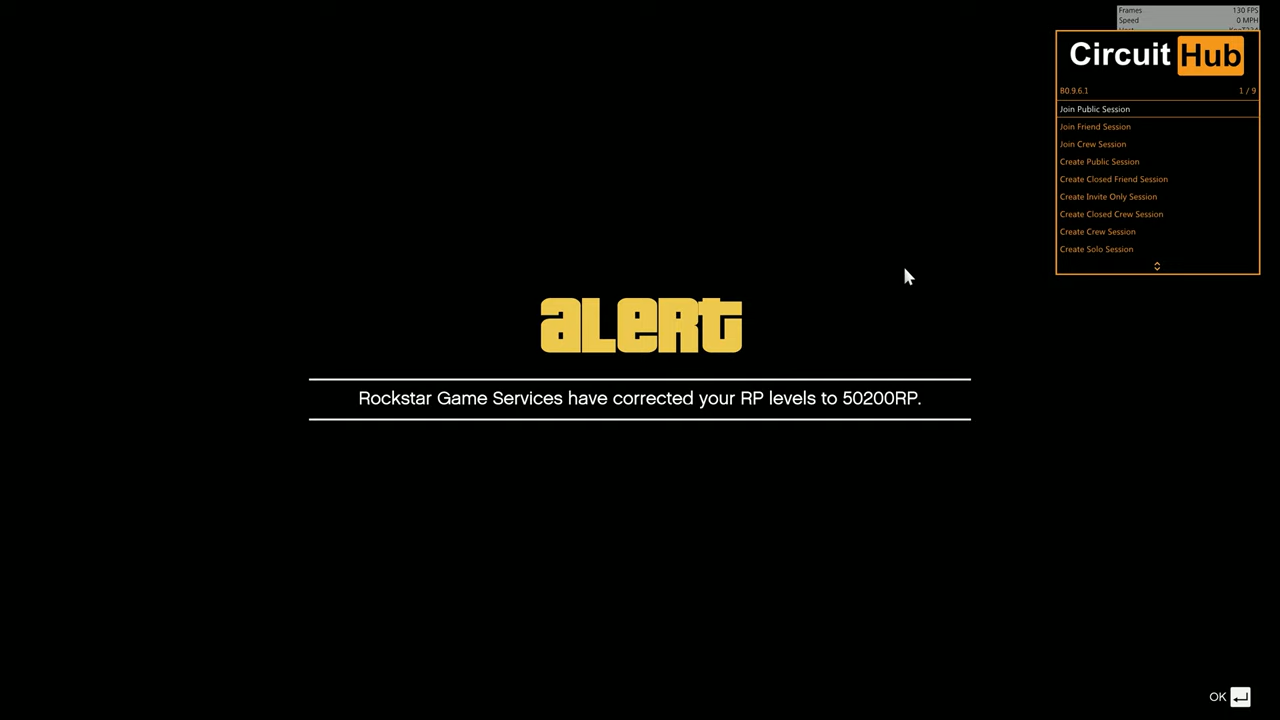 Frames 130 FPS
Speed 0 MPH
Circuit Hub
B0.9.6.1 1 / 9
Join Public Session
Join Friend Session
Join Crew Session
Create Public Session
Create Closed Friend Session
Create Invite Only Session
Create Closed Crew Session
Create Crew Session
Create Solo Session
aLeRt
Rockstar Game Services have corrected your RP levels to 50200RP.
OK